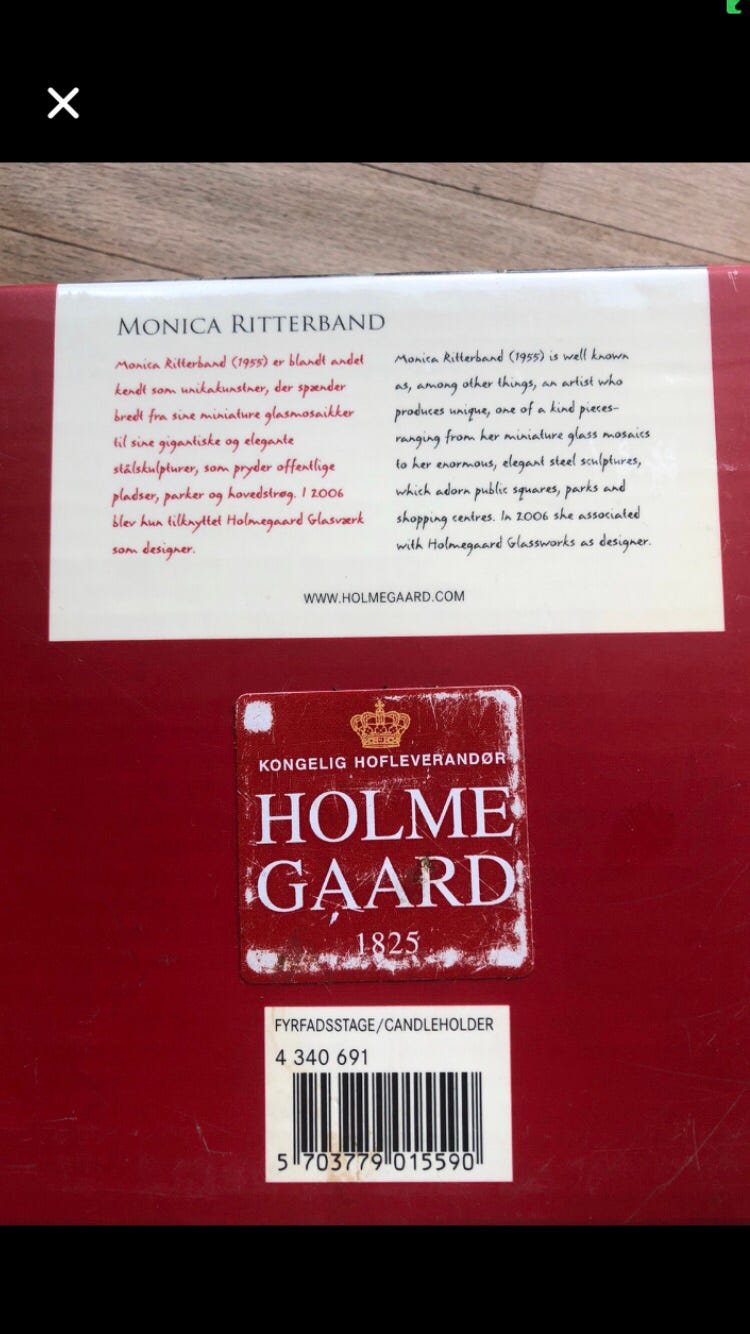 MONICA RITTERBAND
Monica Ritterband (1955) er blandt andet
kendt som unikakunstner, der spænder
bredt fra sine miniature glasmosaikker
til sine gigantiske og elegante
stålskulpturer, som pryder offentlige
pladser, parker og hovedstrøg. I 2006
blev hun tilknyttet Holmegaard Glasværk
som designer.
Monica Ritterband (1955) is well known
as, among other things, an artist who
produces unique, one of a kind pieces-
ranging from her miniature glass mosaics
to her enormous, elegant steel sculptures,
which adorn public squares, parks and
shopping centres. In 2006 she associated
with Holmegaard Glassworks as designer.
WWW.HOLMEGAARD.COM
KONGELIG HOFLEVERANDØR
HOLME
GAARD
1825
FYRFADSSTAGE/CANDLEHOLDER
4 340 691
5 703779 015590